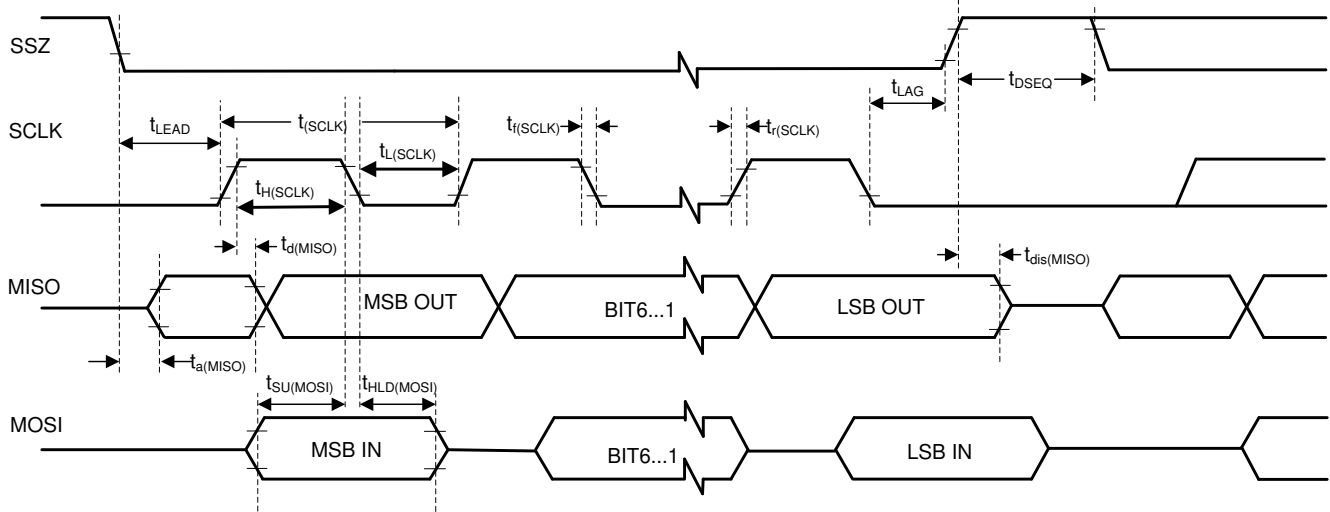 SSZ
tLAG
tDSEQ
SCLK
tLEAD
t(SCLK)
tf(SCLK)
tr(SCLK)
tL(SCLK)
tH(SCLK)
td(MISO)
tdis(MISO)
MISO
MSB OUT
BIT6...1
LSB OUT
ta(MISO)
tSU(MOSI)
tHLD(MOSI)
MOSI
MSB IN
BIT6...1
LSB IN